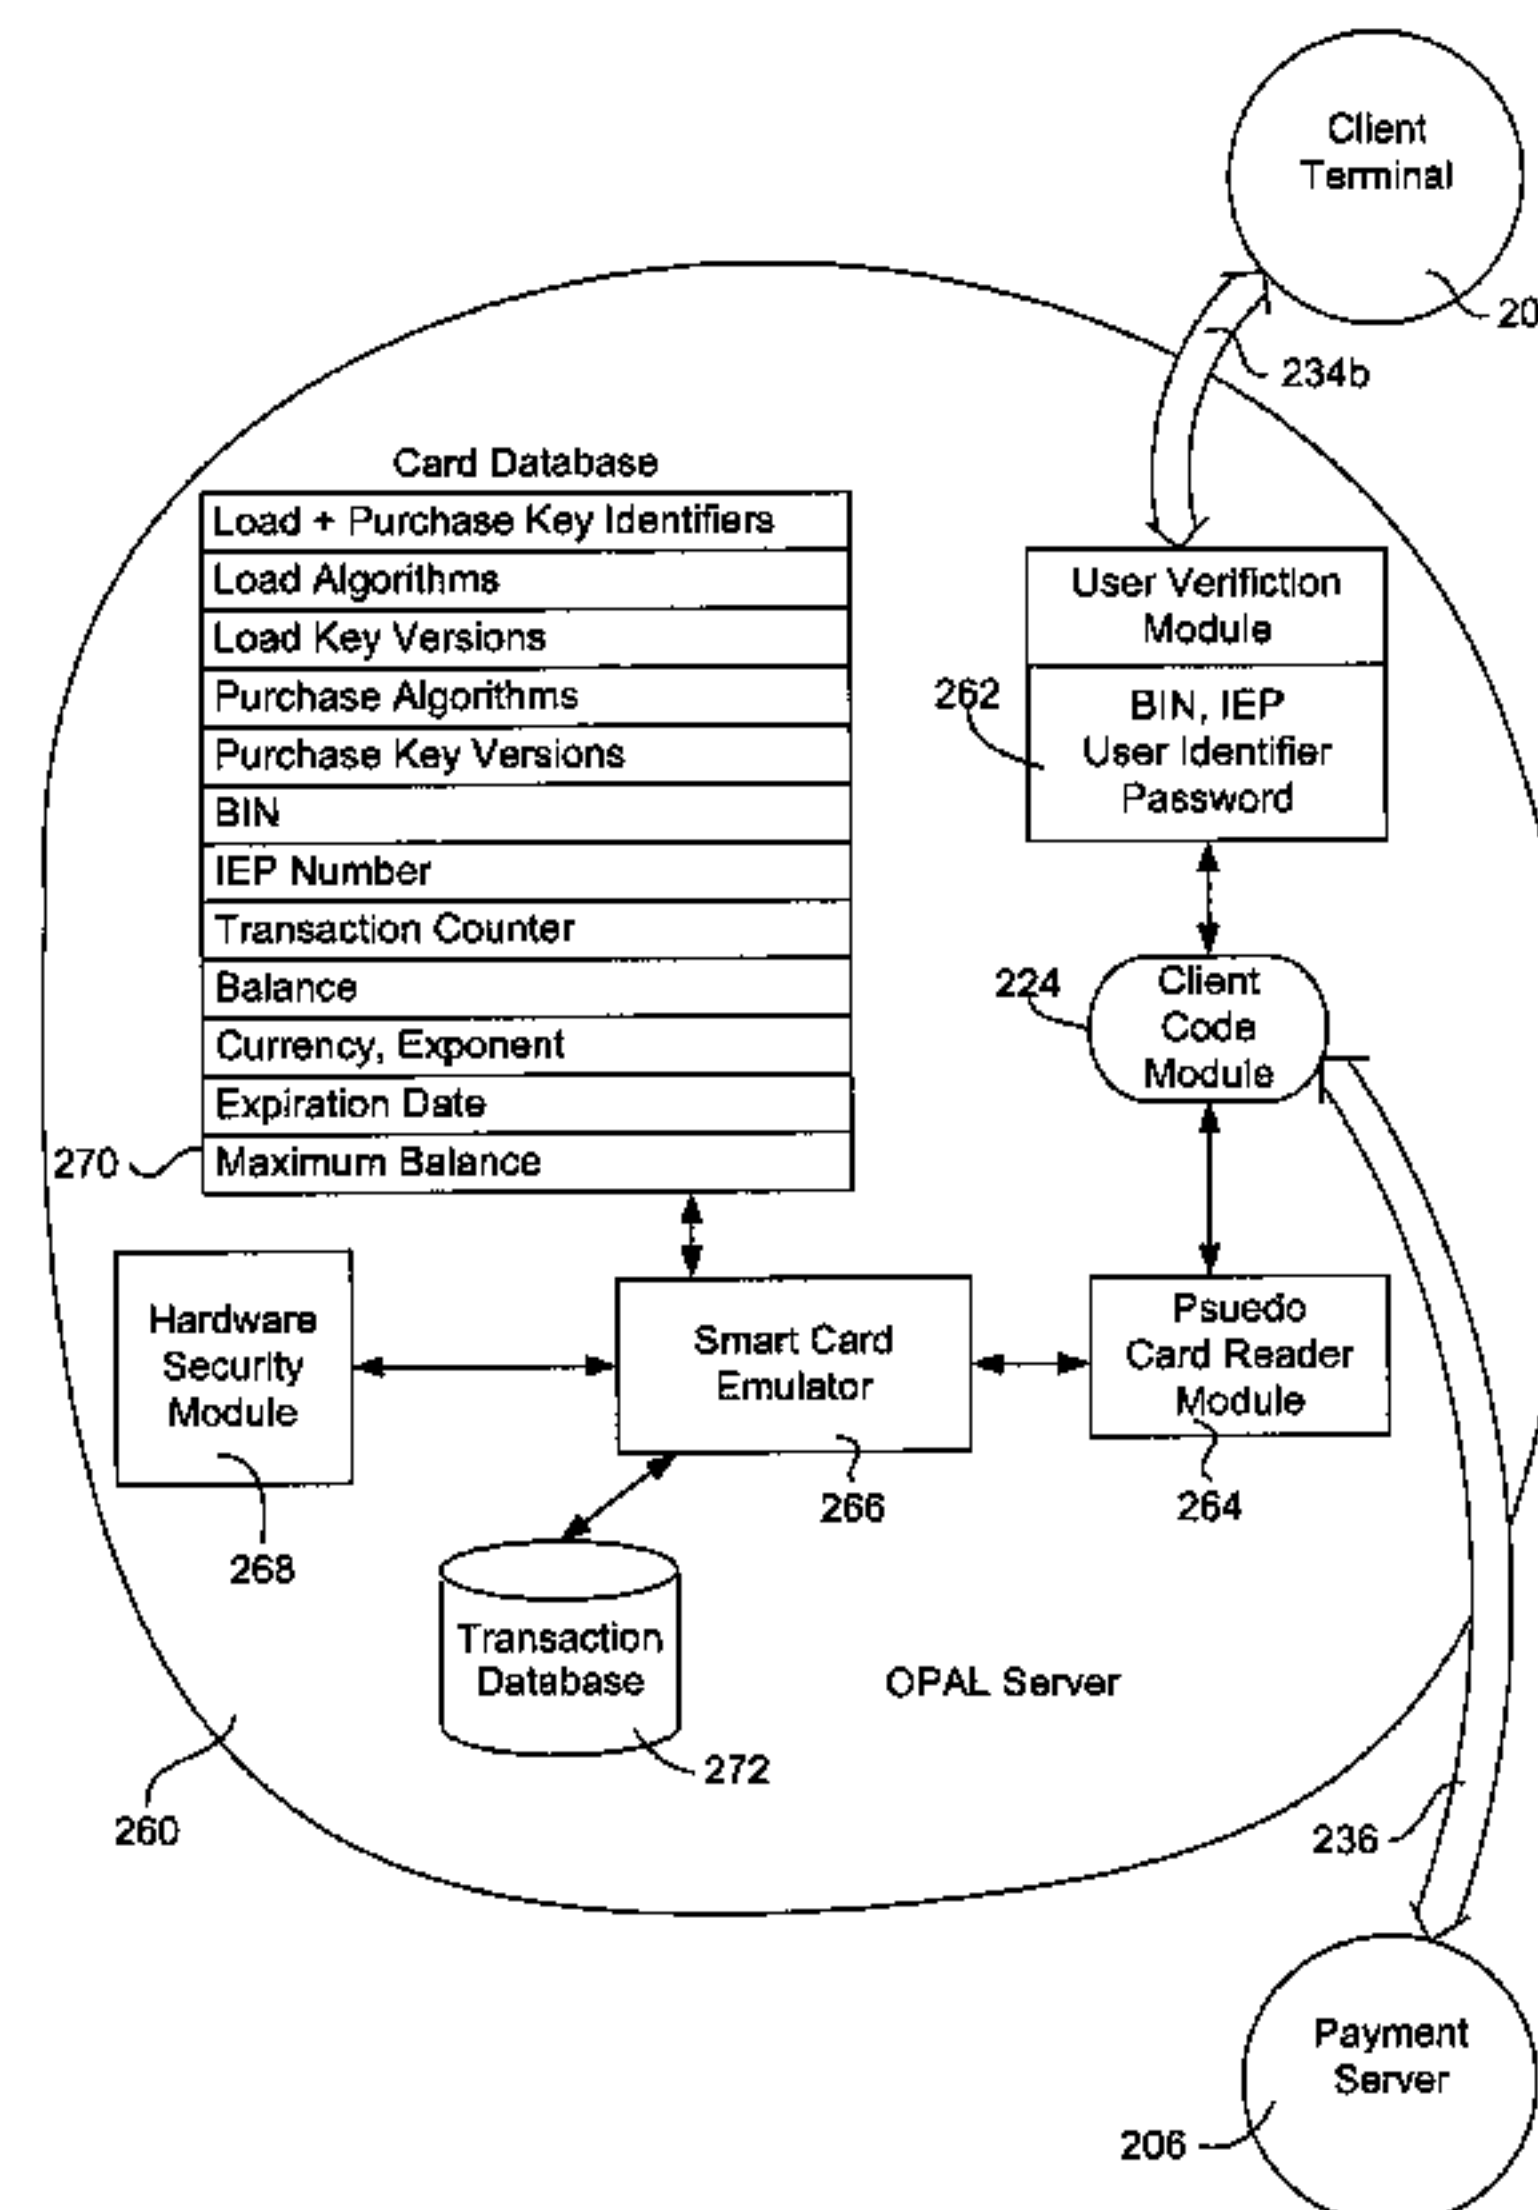 Client
Terminal
20
234b
Card Database
Load + Purchase Key Identifiers
Load Algorithms
Load Key Versions
Purchase Algorithms
Purchase Key Versions
BIN
IEP Number
Transaction Counter
Balance
Currency, Exponent
Expiration Date
Maximum Balance
270
User Verifiction
Module
262
BIN, IEP
User Identifier
Password
224
Client
Code
Module
Hardware
Security
Module
268
Smart Card
Emulator
266
Psuedo
Card Reader
Module
264
Transaction
Database
272
OPAL Server
260
236
Payment
Server
206